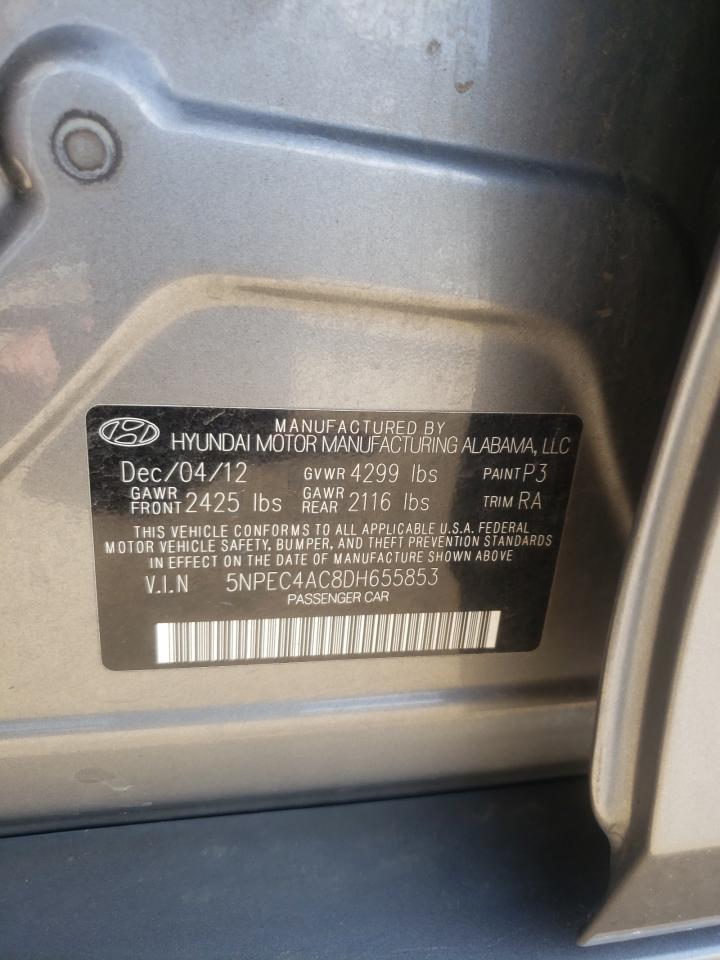 MANUFACTURED BY
HYUNDAI MOTOR MANUFACTURING ALABAMA, LLC
Dec/04/12 GVWR 4299 lbs PAINT P3
GAWR FRONT 2425 lbs GAWR REAR 2116 lbs TRIM RA
THIS VEHICLE CONFORMS TO ALL APPLICABLE U.S.A. FEDERAL
MOTOR VEHICLE SAFETY, BUMPER, AND THEFT PREVENTION STANDARDS
IN EFFECT ON THE DATE OF MANUFACTURE SHOWN ABOVE
V.I.N 5NPEC4AC8DH655853
PASSENGER CAR